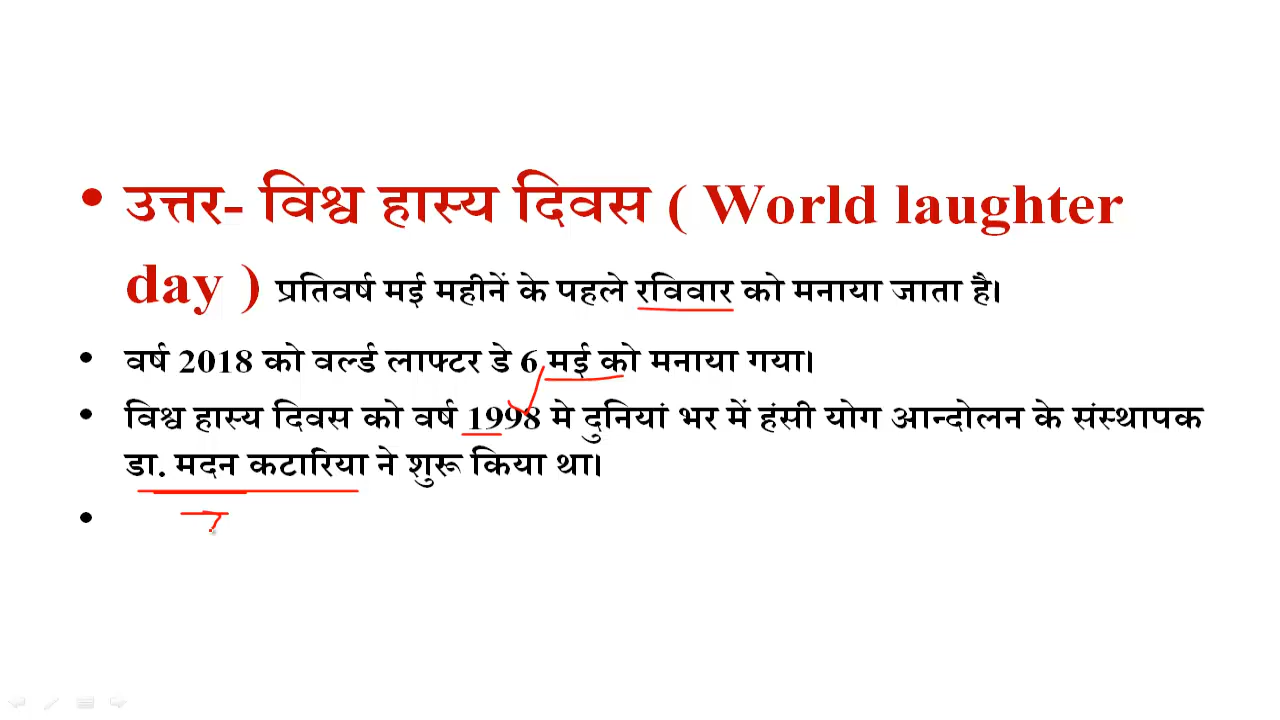 • उत्तर- विश्व हास्य दिवस ( World laughter
day ) प्रतिवर्ष मई महीनें के पहले रविवार को मनाया जाता है।
• वर्ष 2018 को वर्ल्ड लाफ्टर डे 6 मई को मनाया गया।
• विश्व हास्य दिवस को वर्ष 1998 मे दुनियां भर में हंसी योग आन्दोलन के संस्थापक
डा. मदन कटारिया ने शुरू किया था।
•